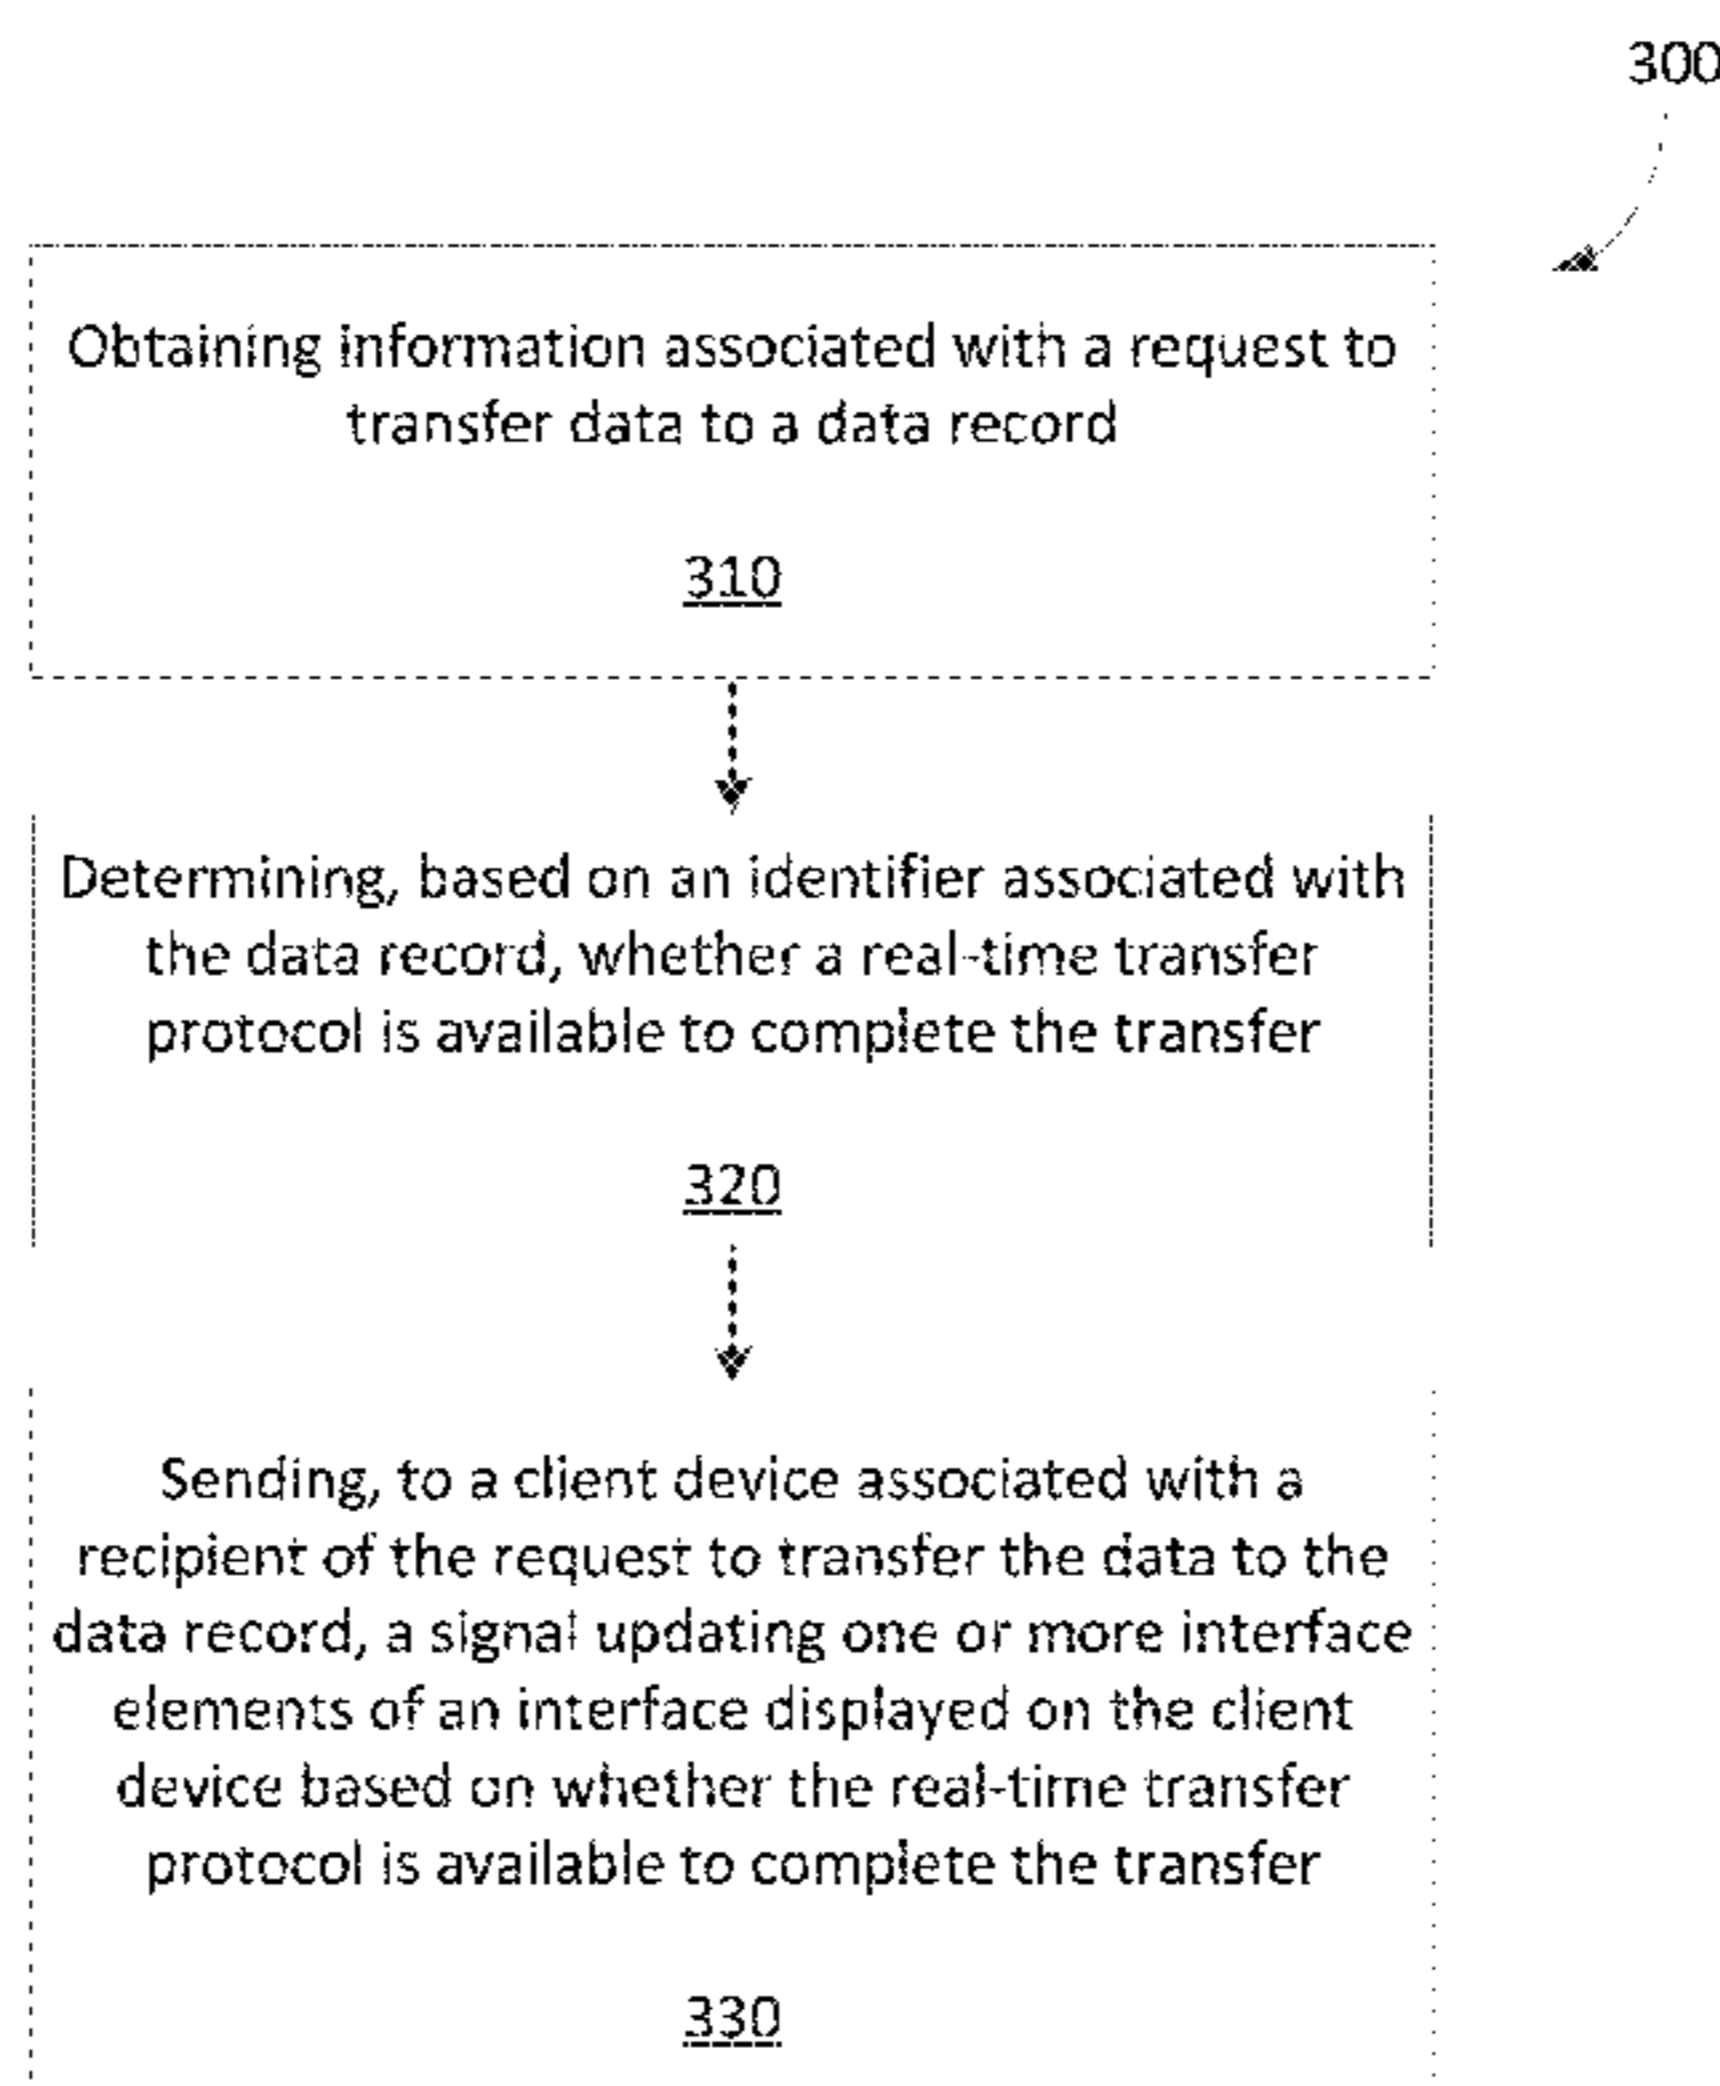 300
Obtaining information associated with a request to
transfer data to a data record
310
Determining, based on an identifier associated with
the data record, whether a real-time transfer
protocol is available to complete the transfer
320
Sending, to a client device associated with a
recipient of the request to transfer the data to the
data record, a signal updating one or more interface
elements of an interface displayed on the client
device based on whether the real-time transfer
protocol is available to complete the transfer
330